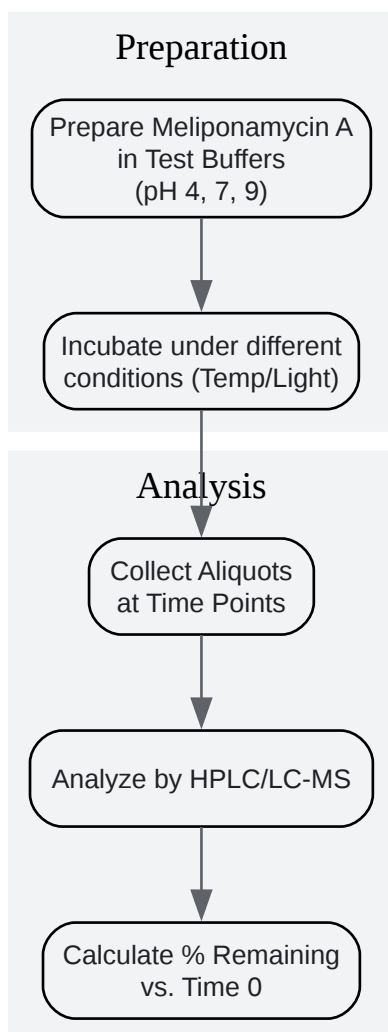 Preparation
Prepare Meliponamycin A
in Test Buffers
(pH 4, 7, 9)
Incubate under different
conditions (Temp/Light)
Analysis
Collect Aliquots
at Time Points
Analyze by HPLC/LC-MS
Calculate % Remaining
vs. Time 0